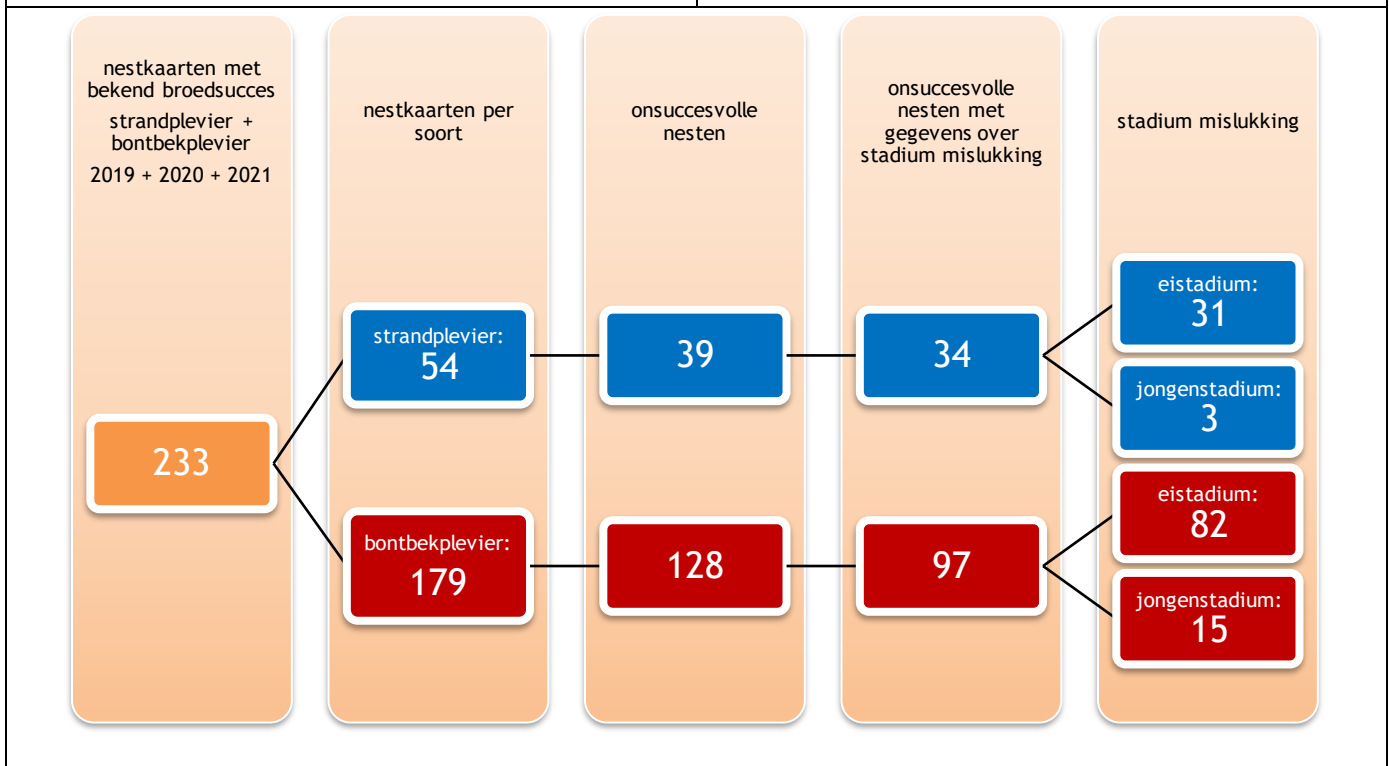 nestkaarten met
bekend broedsucces
strandplevier +
bontbekplevier
2019 + 2020 + 2021
nestkaarten per
soort
onsuccesvolle
nesten
onsuccesvolle
nesten met
gegevens over
stadium mislukking
stadium mislukking
233
strandplevier:
54
39
34
eistadium:
31
jongenstadium:
3
bontbekplevier:
179
128
97
eistadium:
82
jongenstadium:
15